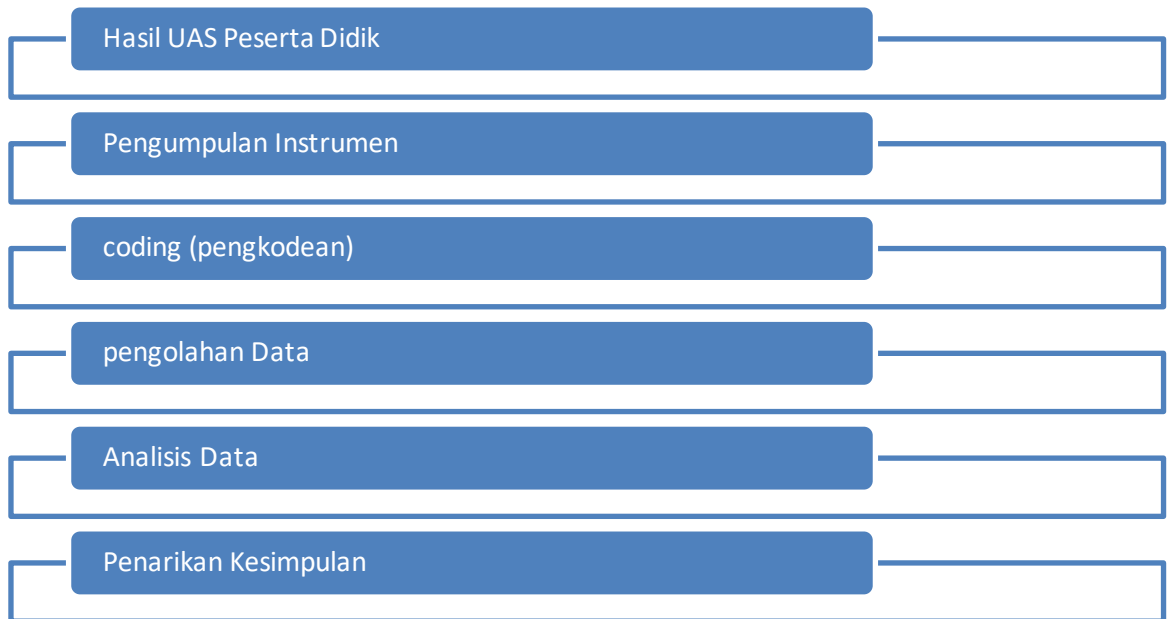 Hasil UAS Peserta Didik
Pengumpulan Instrumen
coding (pengkodean)
pengolahan Data
Analisis Data
Penarikan Kesimpulan